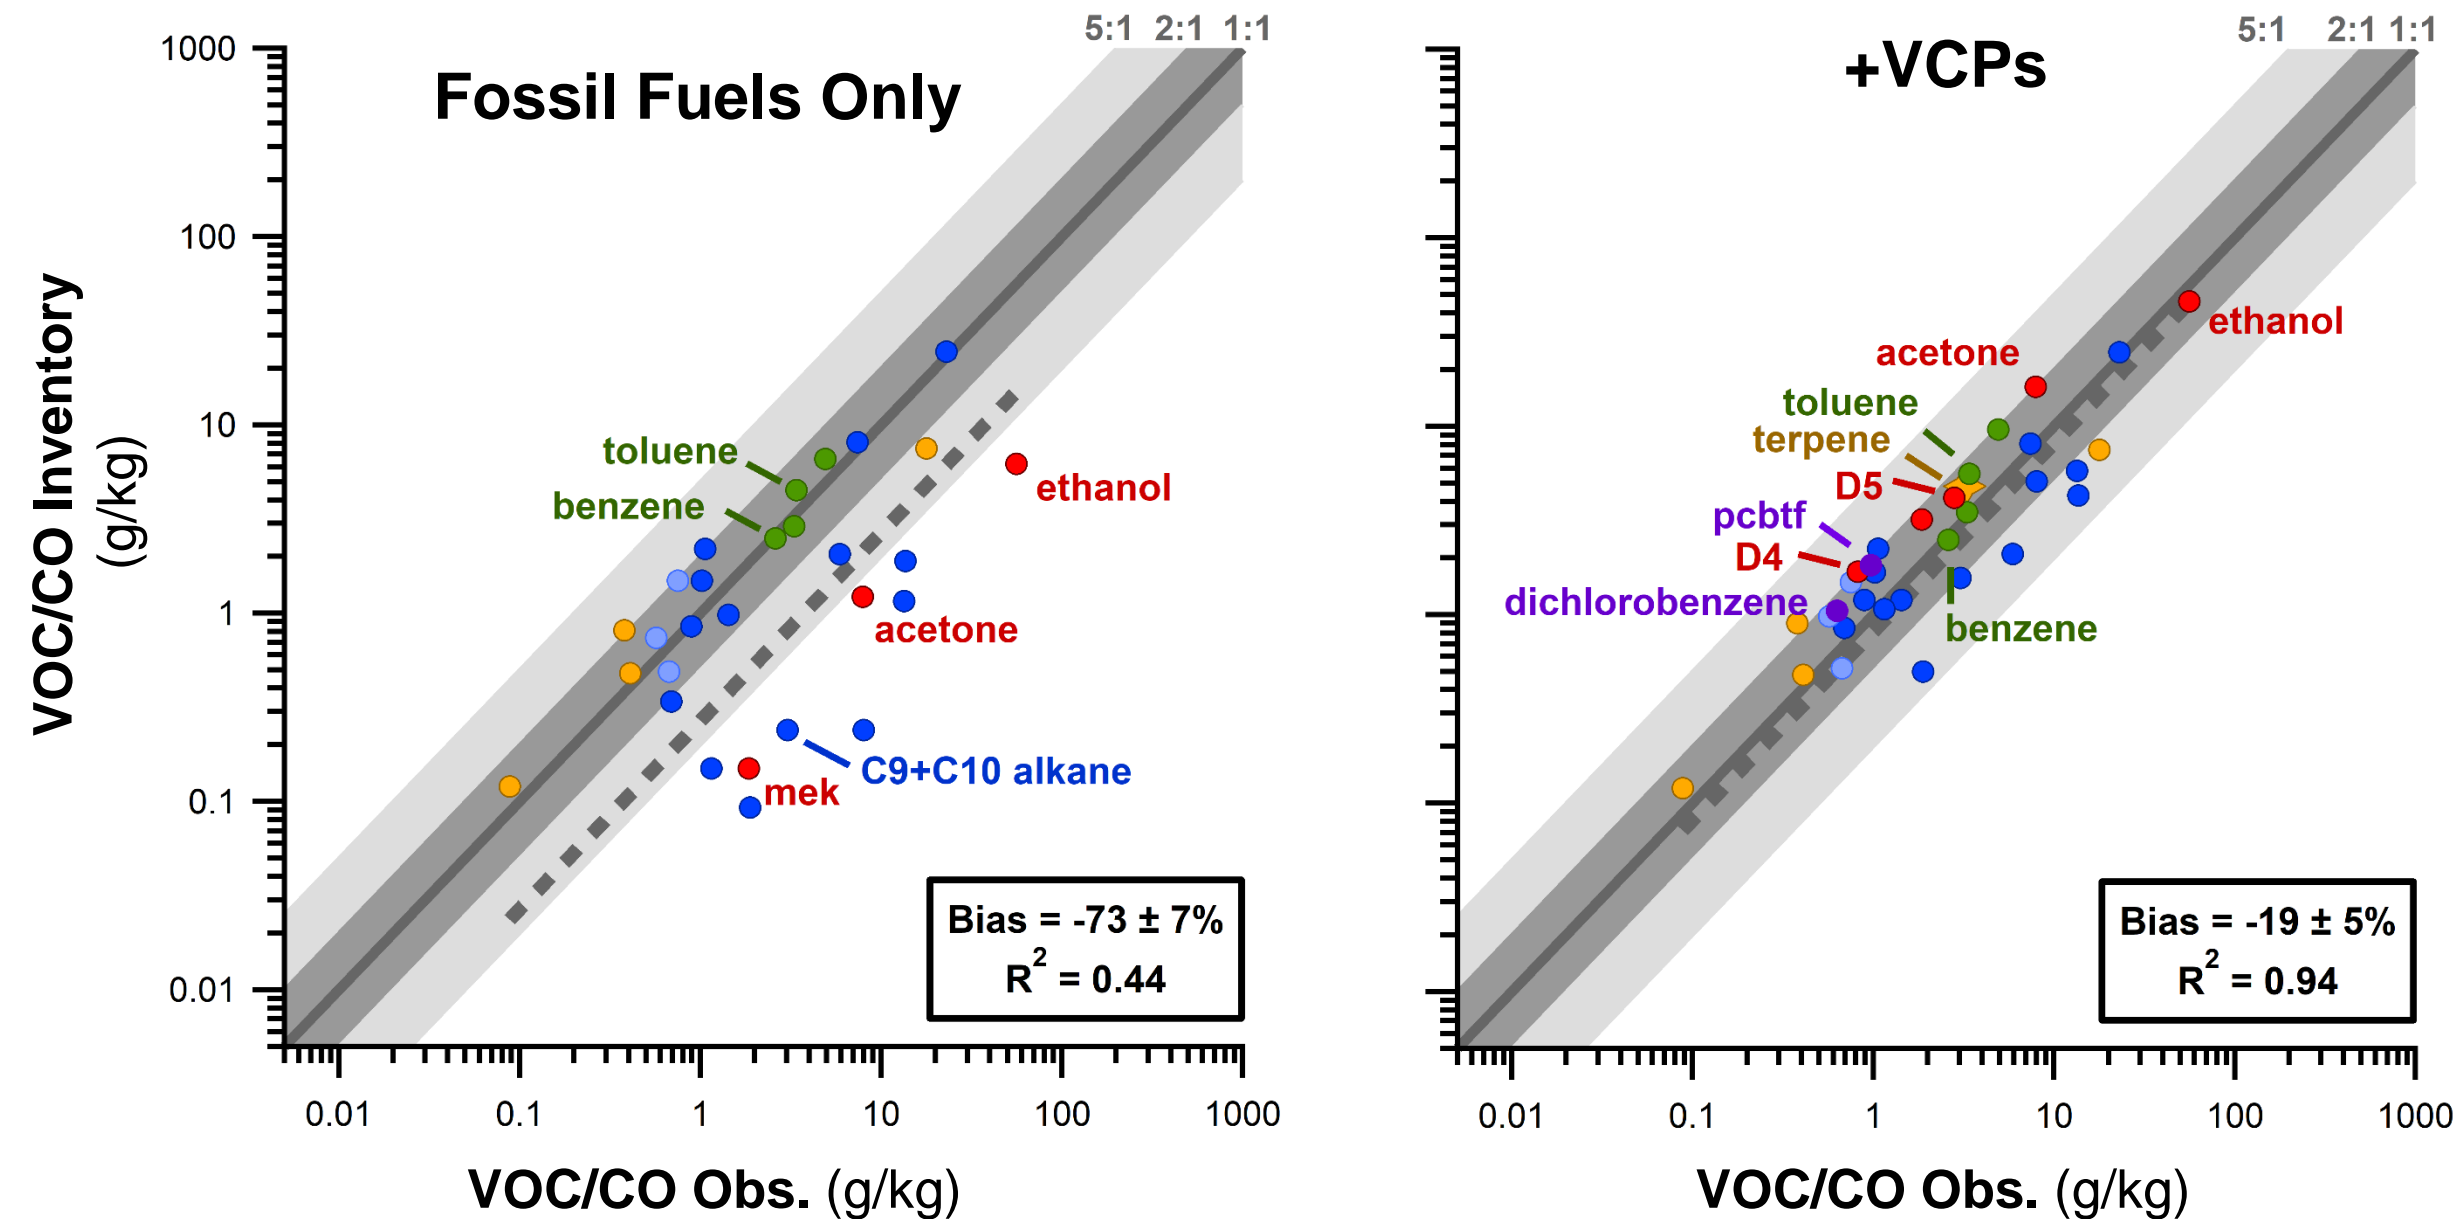 5:1 2:1 1:1
Fossil Fuels Only
VOC/CO Inventory
(g/kg)
1000
100
10
1
0.1
0.01
toluene
benzene
ethanol
acetone
C9+C10 alkane
mek
Bias = -73 ± 7%
R2 = 0.44
0.01 0.1 1 10 100 1000
VOC/CO Obs. (g/kg)
5:1 2:1 1:1
+VCPs
ethanol
acetone
toluene
terpene
D5
pcbtf
D4
dichlorobenzene
benzene
Bias = -19 ± 5%
R2 = 0.94
0.01 0.1 1 10 100 1000
VOC/CO Obs. (g/kg)